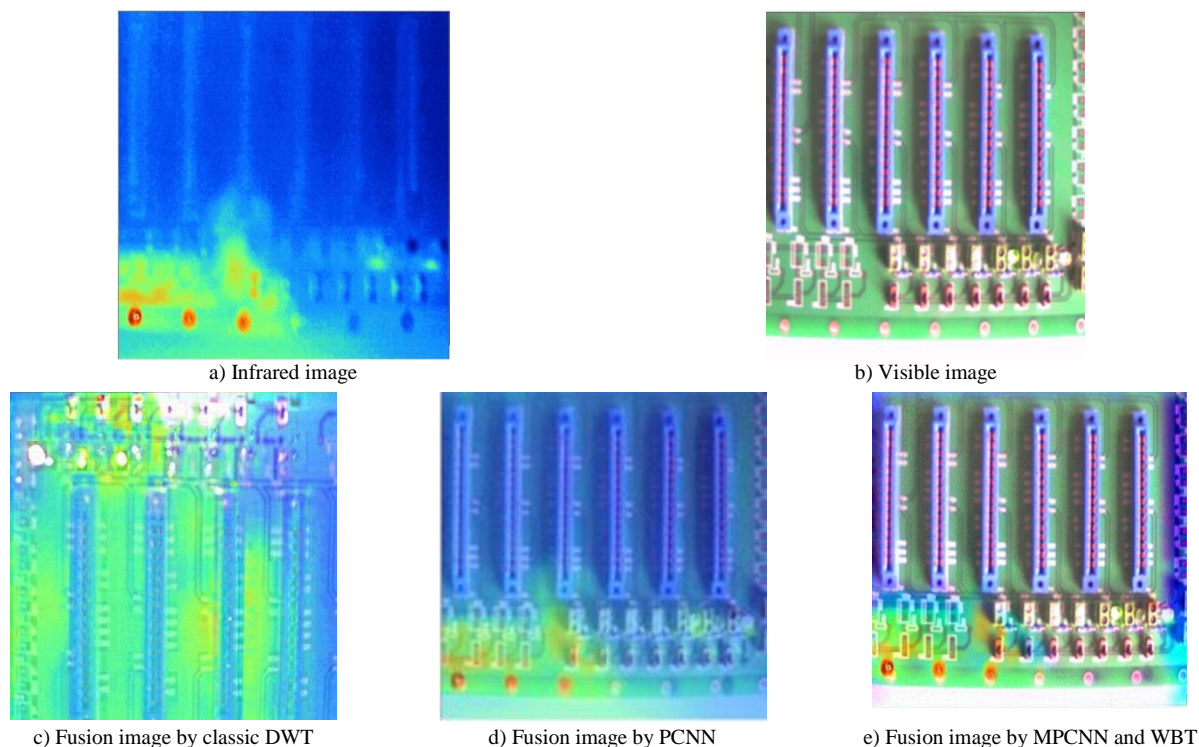 a) Infrared image
b) Visible image
c) Fusion image by classic DWT
d) Fusion image by PCNN
e) Fusion image by MPCNN and WBT